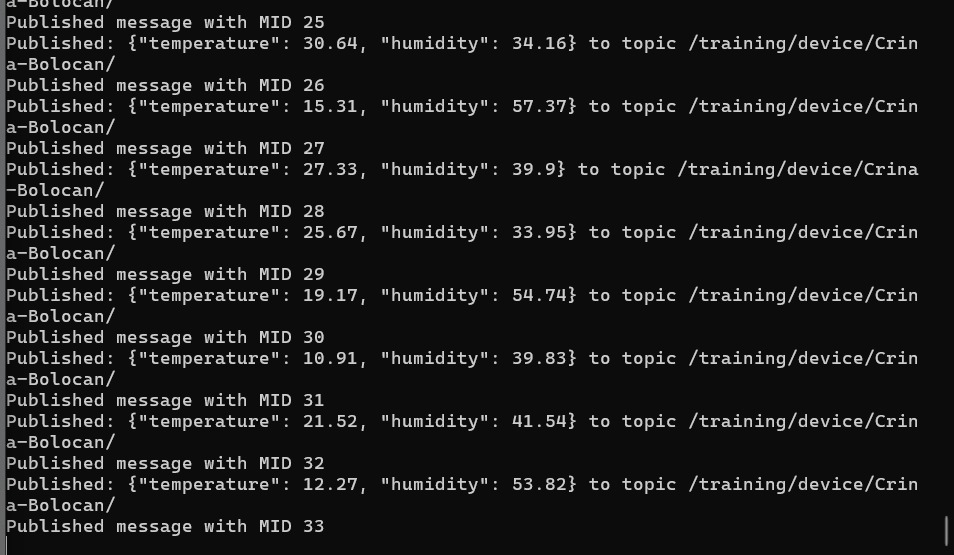 a-Bolocan/
Published message with MID 25
Published: {"temperature": 30.64, "humidity": 34.16} to topic /training/device/Crin
a-Bolocan/
Published message with MID 26
Published: {"temperature": 15.31, "humidity": 57.37} to topic /training/device/Crin
a-Bolocan/
Published message with MID 27
Published: {"temperature": 27.33, "humidity": 39.9} to topic /training/device/Crina
-Bolocan/
Published message with MID 28
Published: {"temperature": 25.67, "humidity": 33.95} to topic /training/device/Crin
a-Bolocan/
Published message with MID 29
Published: {"temperature": 19.17, "humidity": 54.74} to topic /training/device/Crin
a-Bolocan/
Published message with MID 30
Published: {"temperature": 10.91, "humidity": 39.83} to topic /training/device/Crin
a-Bolocan/
Published message with MID 31
Published: {"temperature": 21.52, "humidity": 41.54} to topic /training/device/Crin
a-Bolocan/
Published message with MID 32
Published: {"temperature": 12.27, "humidity": 53.82} to topic /training/device/Crin
a-Bolocan/
Published message with MID 33